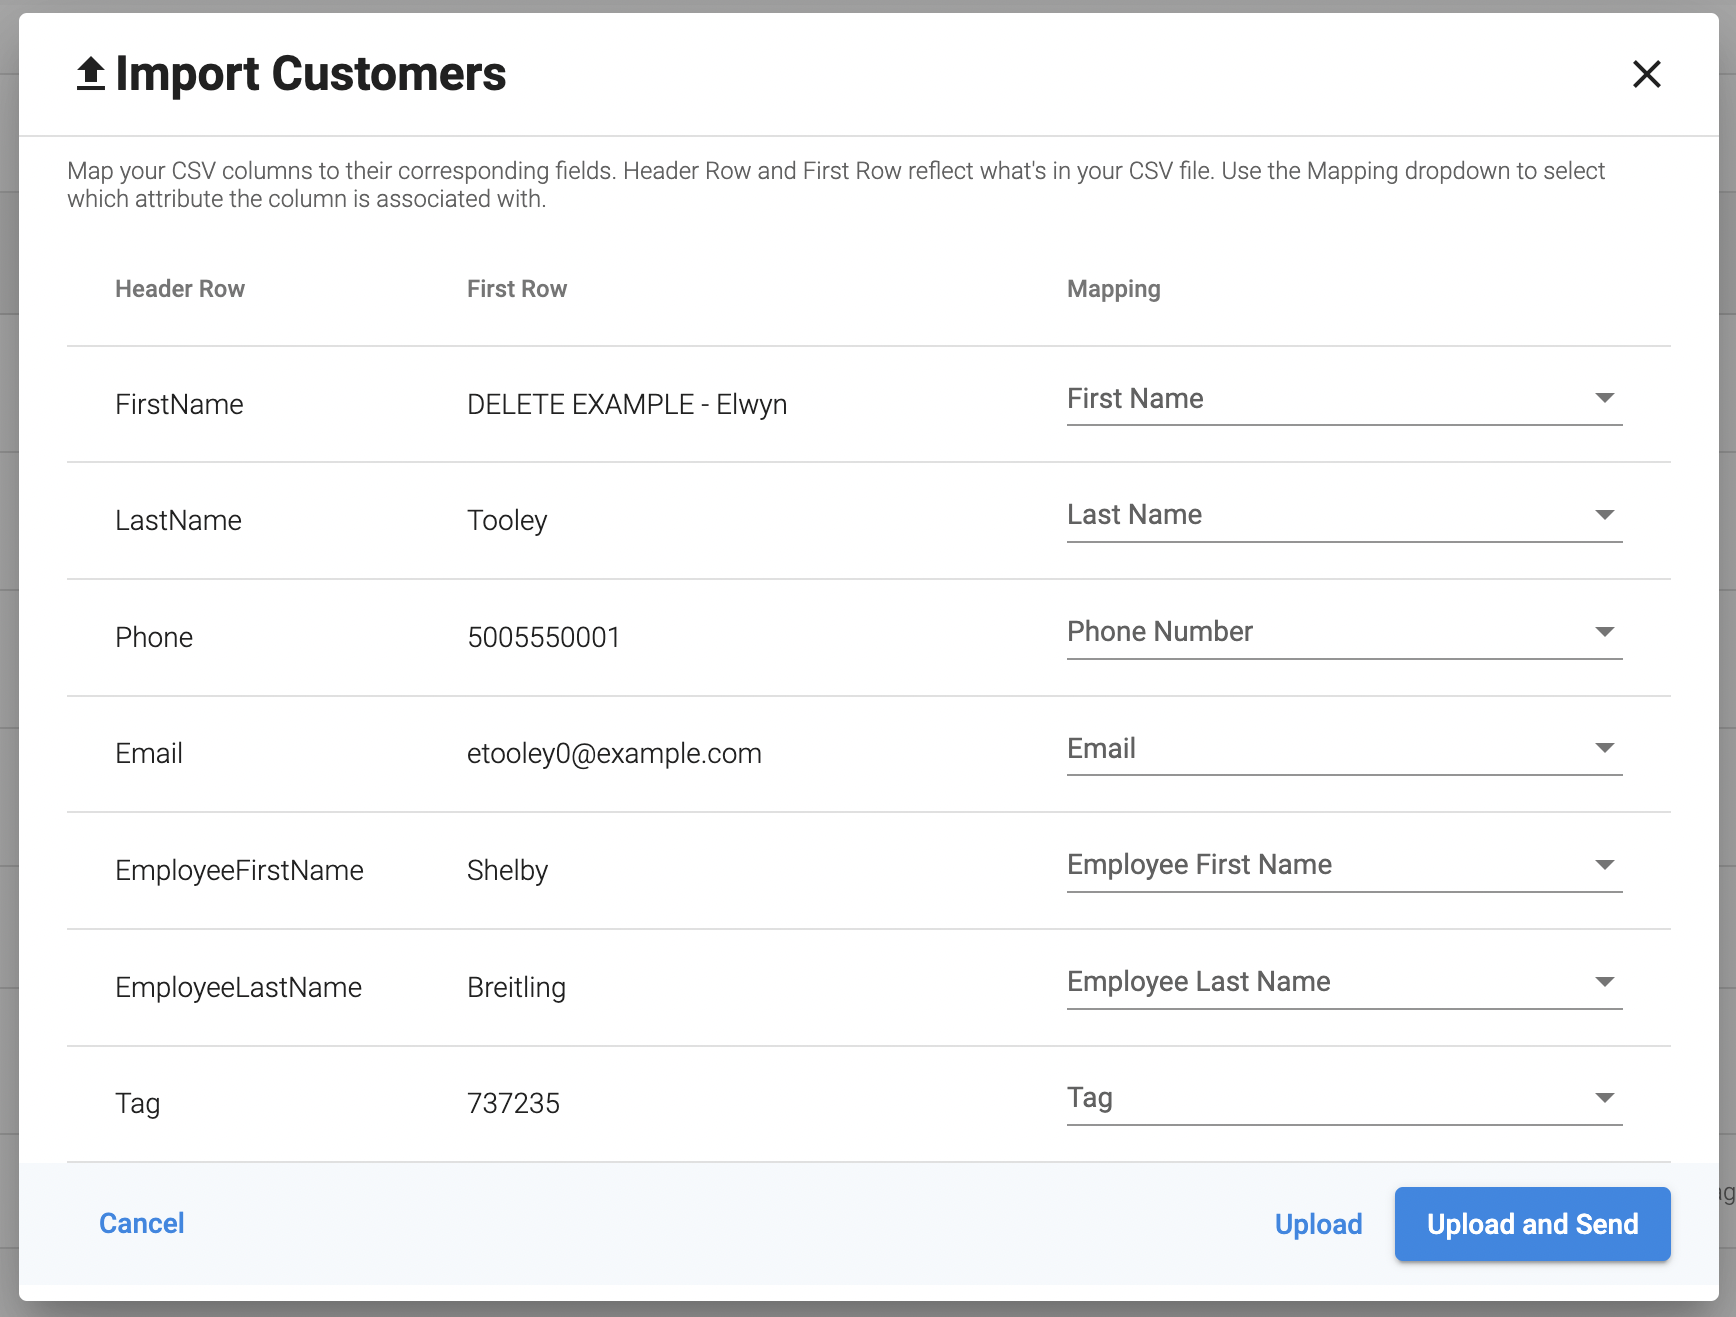 Import Customers
Map your CSV columns to their corresponding fields. Header Row and First Row reflect what's in your CSV file. Use the Mapping dropdown to select
which attribute the column is associated with.
Header Row First Row Mapping
FirstName DELETE EXAMPLE - Elwyn First Name
LastName Tooley Last Name
Phone 5005550001 Phone Number
Email etooley0@example.com Email
EmployeeFirstName Shelby Employee First Name
EmployeeLastName Breitling Employee Last Name
Tag 737235 Tag
Cancel Upload Upload and Send